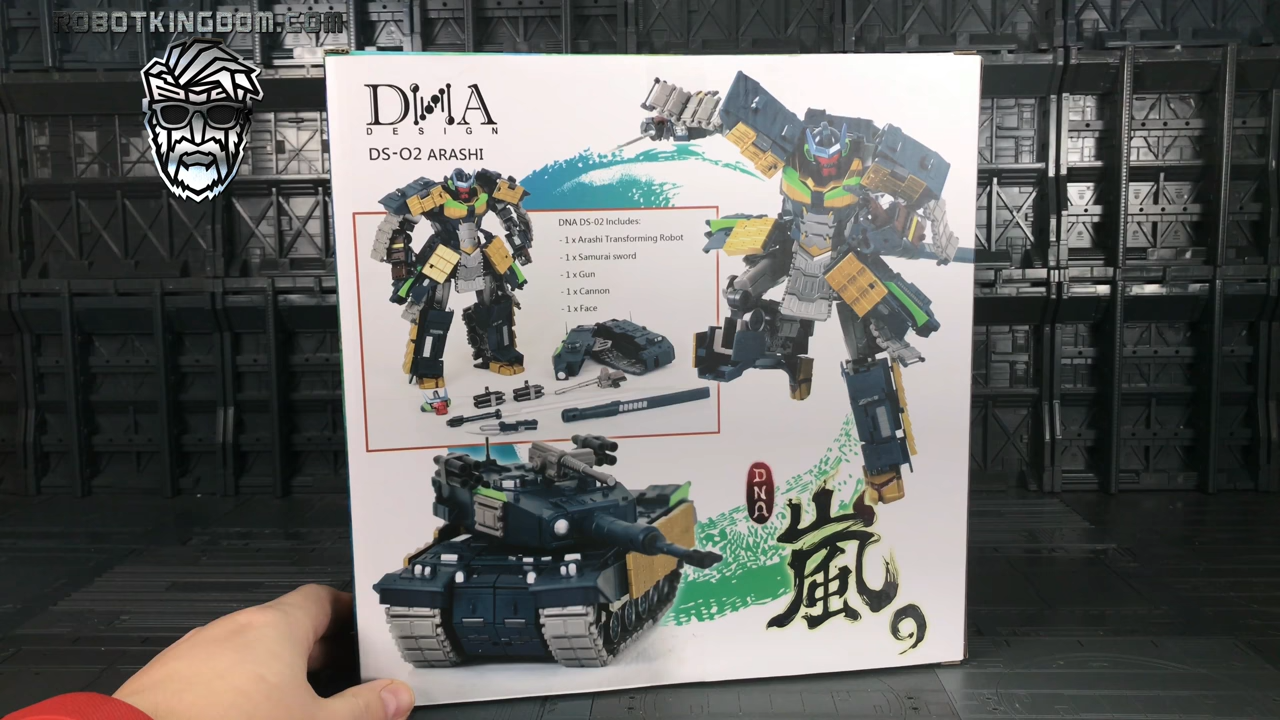 ROBOTKINGDOM.COM
DNA
DESIGN
DS-02 ARASHI
DNA DS-02 Includes:
- 1 x Arashi Transforming Robot
- 1 x Samurai sword
- 1 x Gun
- 1 x Cannon
- 1 x Face
DNA
嵐。